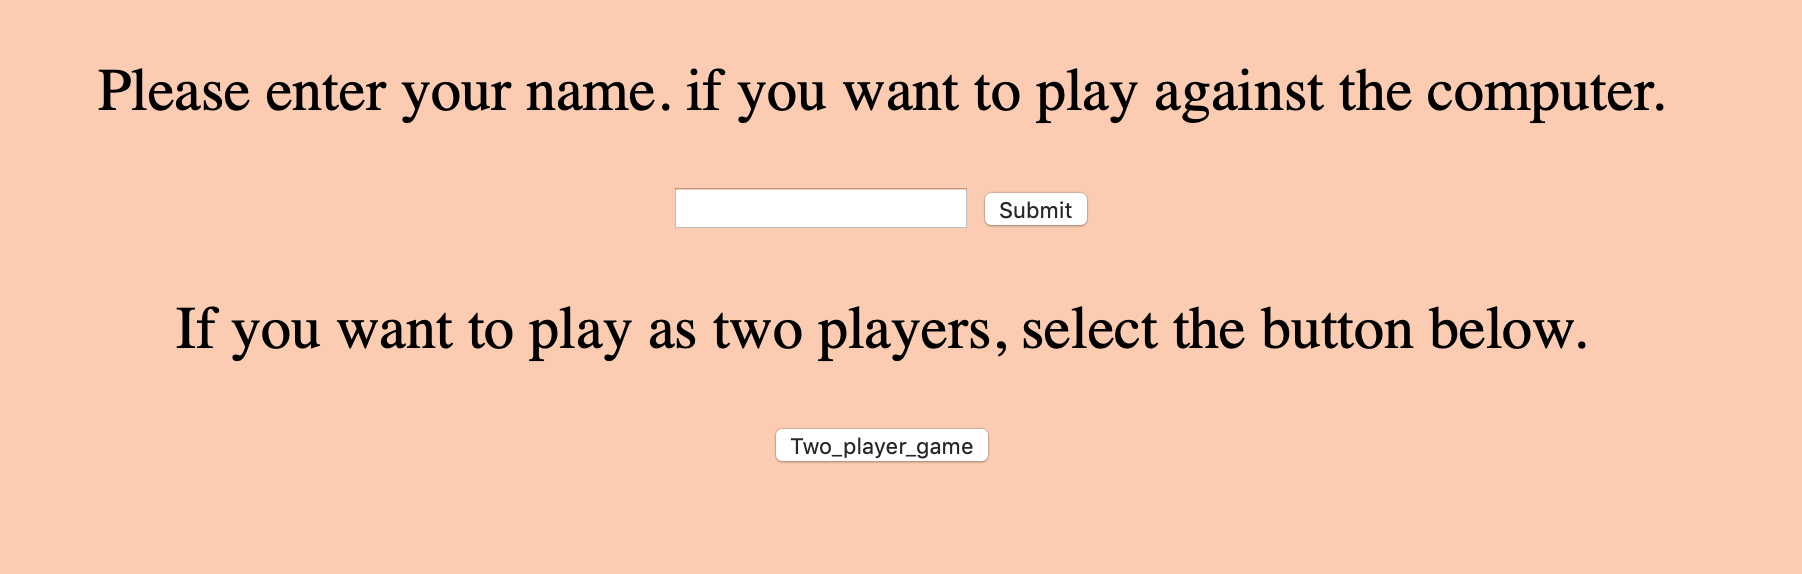 Please enter your name. if you want to play against the computer.
Submit
If you want to play as two players, select the button below.
Two_player_game